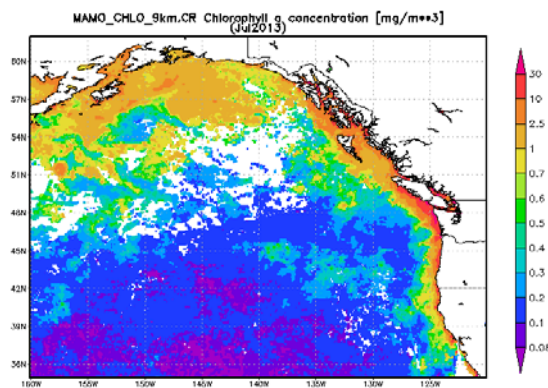 MAMO_CHLO_9km.CR Chlorophyll a concentration [mg/m**3]
(Jul2013)
60N
57N
54N
51N
48N
45N
42N
39N
36N
160W 155W 150W 145W 140W 135W 130W 125W
30
10
2.5
1
0.7
0.6
0.5
0.4
0.3
0.2
0.1
0.08